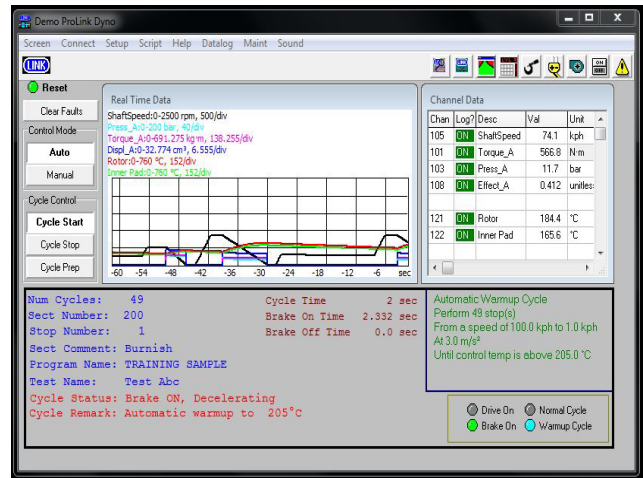 Demo ProLink Dyno
Screen Connect Setup Script Help Datalog Maint Sound
LINK
Reset
Clear Faults
Control Mode
Auto
Manual
Cycle Control
Cycle Start
Cycle Stop
Cycle Prep
Real Time Data
ShaftSpeed:0-2500 rpm, 500/div
Press_A:0-200 bar, 40/div
Torque_A:0-691.275 kg·m, 138.255/div
Displ_A:0-32.774 cm³, 6.555/div
Rotor:0-760 °C, 152/div
Inner Pad:0-760 °C, 152/div
-60 -54 -48 -42 -36 -30 -24 -18 -12 -6 sec
Channel Data
Chan Log? Desc Val Unit
105 ON ShaftSpeed 74.1 kph
101 ON Torque_A 566.8 N·m
103 ON Press_A 11.7 bar
108 ON Effect_A 0.412 unitles
121 ON Rotor 184.4 °C
122 ON Inner Pad 165.6 °C
Num Cycles: 49
Sect Number: 200
Stop Number: 1
Sect Comment: Burnish
Program Name: TRAINING SAMPLE
Test Name: Test Abc
Cycle Status: Brake ON, Decelerating
Cycle Remark: Automatic warmup to 205°C
Cycle Time 2 sec
Brake On Time 2.332 sec
Brake Off Time 0.0 sec
Automatic Warmup Cycle
Perform 49 stop(s)
From a speed of 100.0 kph to 1.0 kph
At 3.0 m/s²
Until control temp is above 205.0 °C
Drive On Normal Cycle
Brake On Warmup Cycle